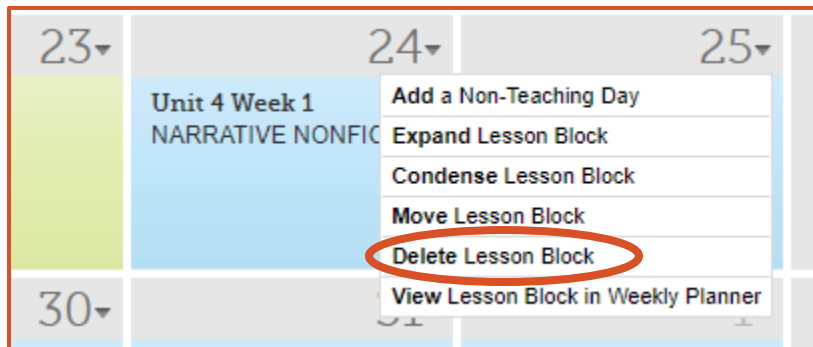 23 24 25
Unit 4 Week 1
NARRATIVE NONFIC
Add a Non-Teaching Day
Expand Lesson Block
Condense Lesson Block
Move Lesson Block
Delete Lesson Block
View Lesson Block in Weekly Planner
30